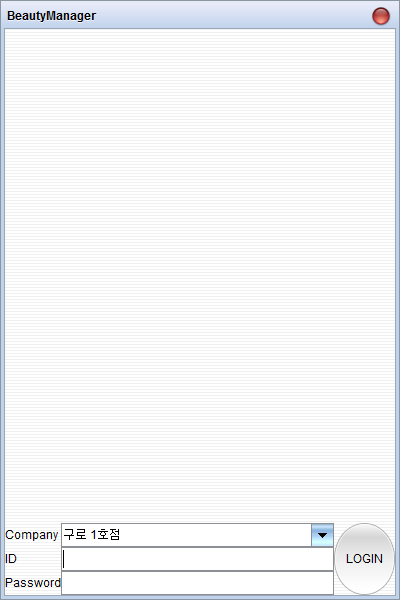 BeautyManager
Company 구로 1호점
ID
LOGIN
Password